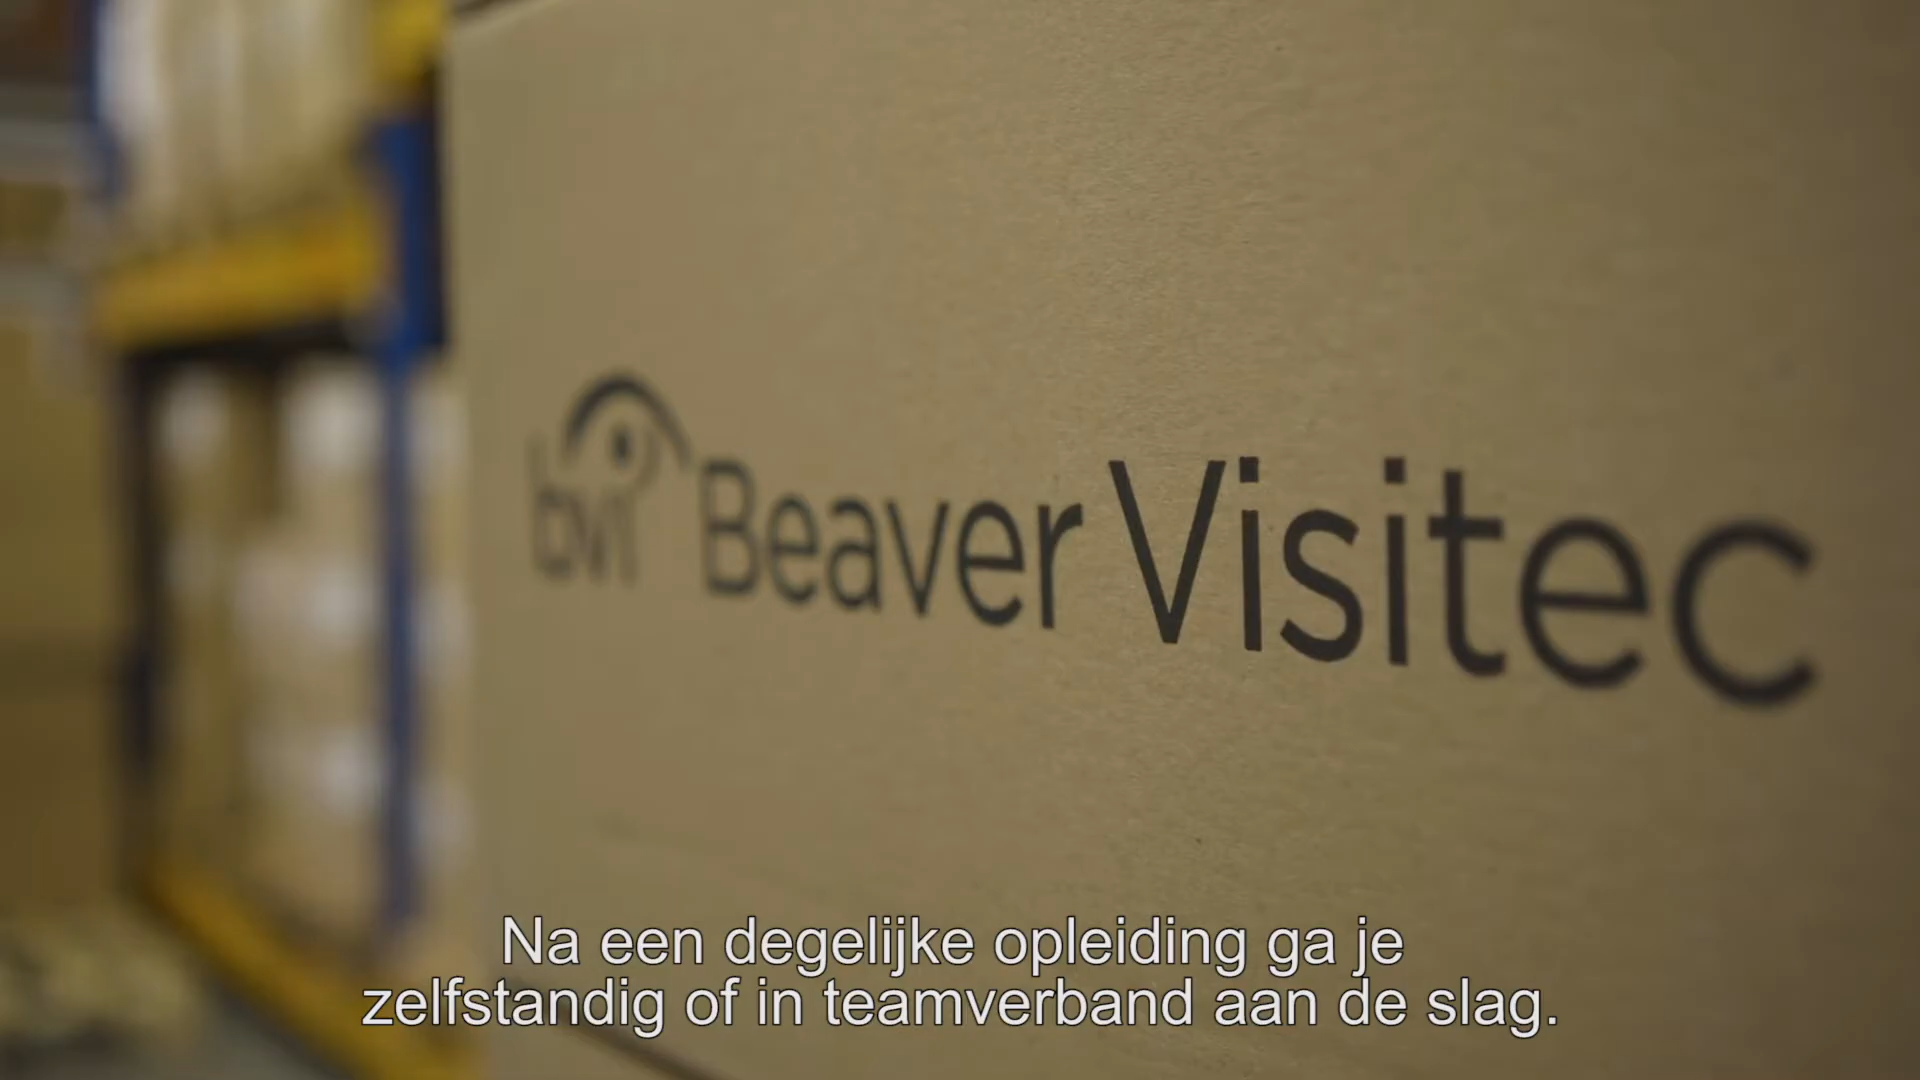 bvi Beaver Visitec
Na een degelijke opleiding ga je
zelfstandig of in teamverband aan de slag.